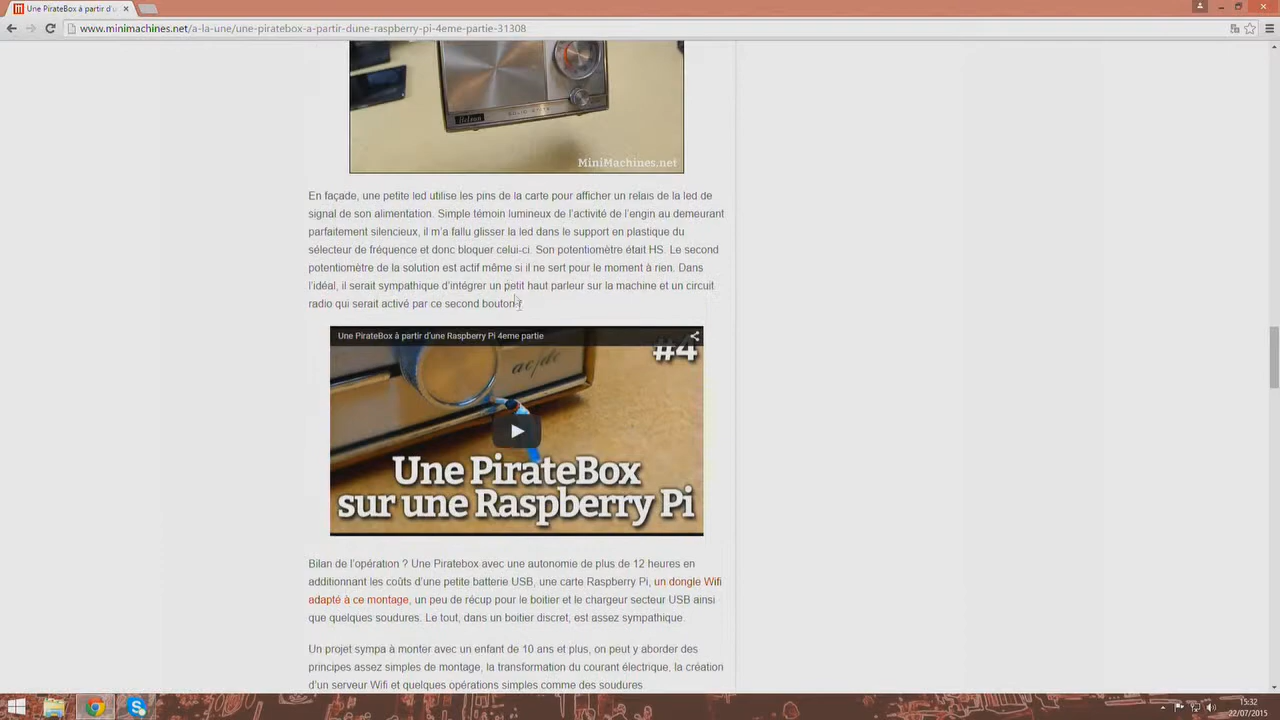 Une PirateBox à partir d'u
www.minimachines.net/a-la-une/une-piratebox-a-partir-dune-raspberry-pi-4eme-partie-31308
Helson
SOLID STATE
MiniMachines.net
En façade, une petite led utilise les pins de la carte pour afficher un relais de la led de
signal de son alimentation. Simple témoin lumineux de l'activité de l'engin au demeurant
parfaitement silencieux, il m'a fallu glisser la led dans le support en plastique du
sélecteur de fréquence et donc bloquer celui-ci. Son potentiomètre était HS. Le second
potentiomètre de la solution est actif même si il ne sert pour le moment à rien. Dans
l'idéal, il serait sympathique d'intégrer un petit haut parleur sur la machine et un circuit
radio qui serait activé par ce second bouton.
Une PirateBox à partir d'une Raspberry Pi 4eme partie
#4
ac/dc
Une PirateBox
sur une Raspberry Pi
Bilan de l'opération ? Une Piratebox avec une autonomie de plus de 12 heures en
additionnant les coûts d'une petite batterie USB, une carte Raspberry Pi, un dongle Wifi
adapté à ce montage, un peu de récup pour le boitier et le chargeur secteur USB ainsi
que quelques soudures. Le tout, dans un boitier discret, est assez sympathique.
Un projet sympa à monter avec un enfant de 10 ans et plus, on peut y aborder des
principes assez simples de montage, la transformation du courant électrique, la création
d'un serveur Wifi et quelques opérations simples comme des soudures
15:32
22/07/2015